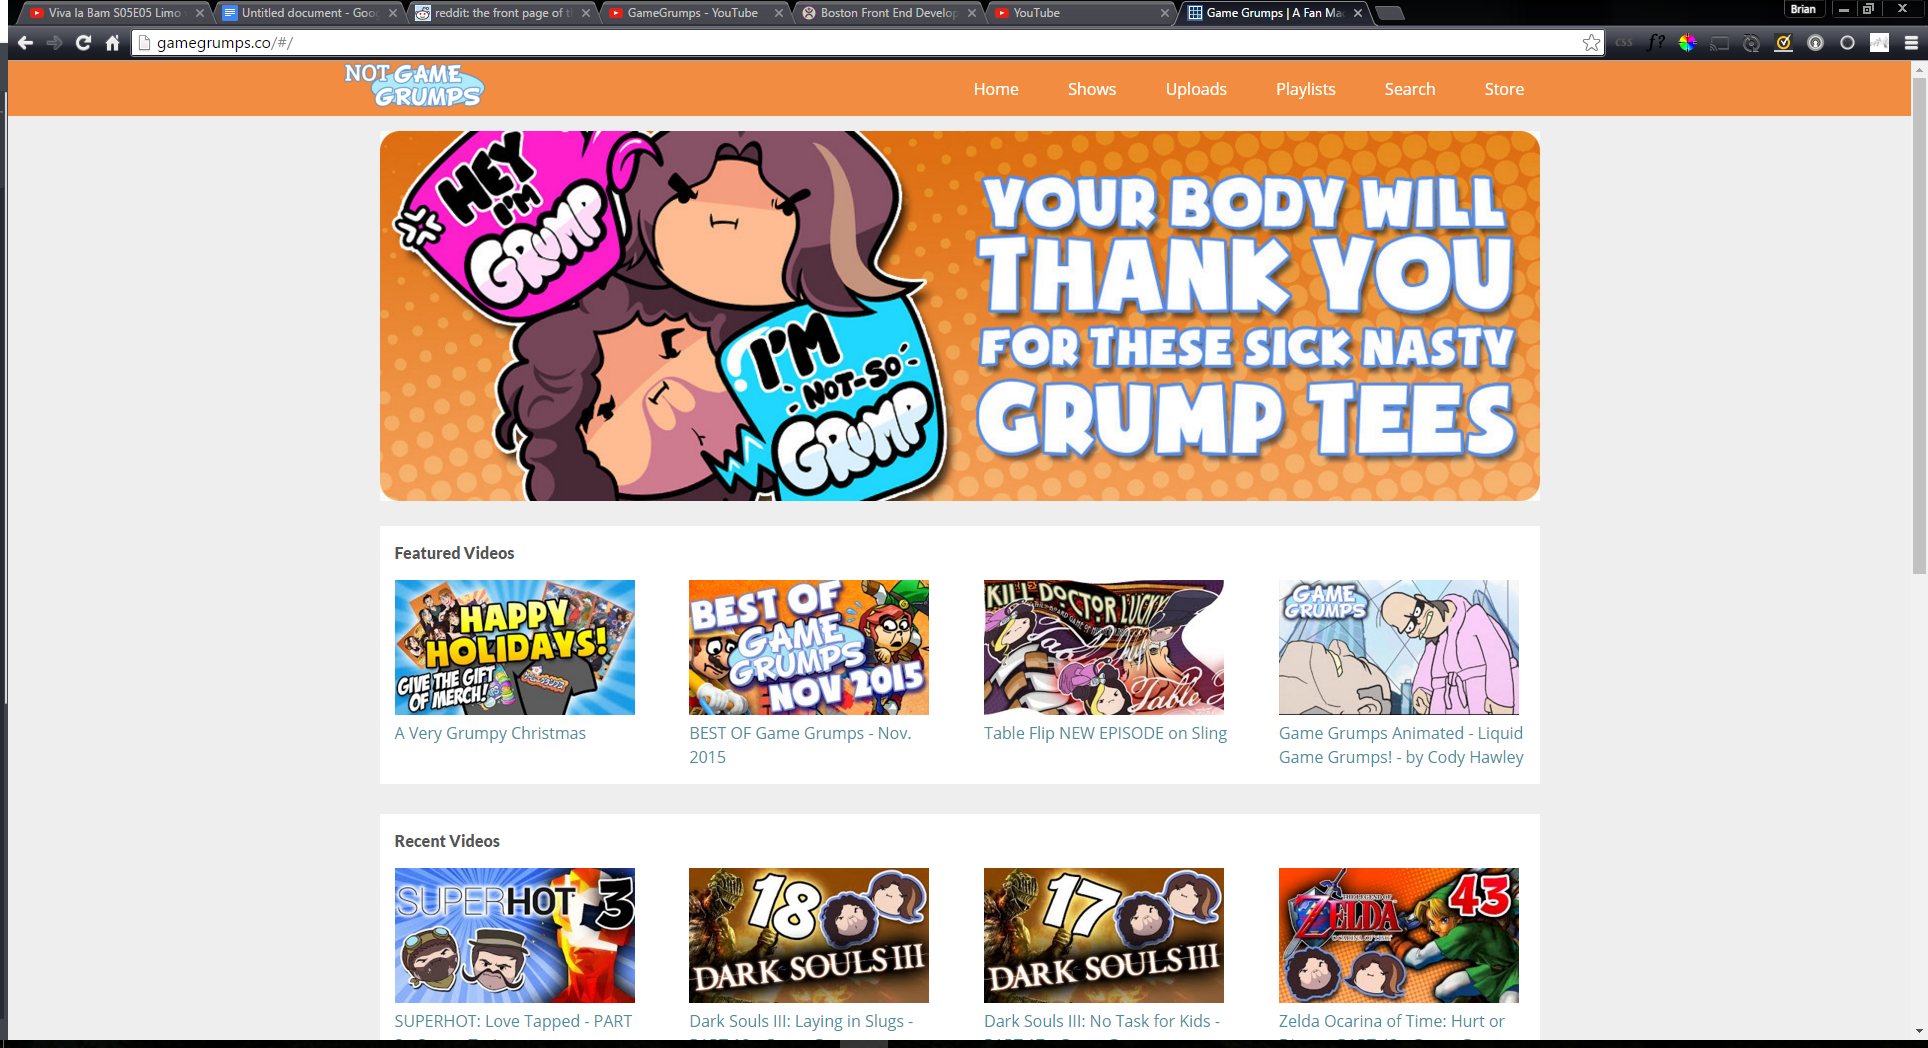 Viva la Bam S05E05 Limo
Untitled document - Goo
reddit: the front page of t
GameGrumps - YouTube
Boston Front End Develop
YouTube
Game Grumps | A Fan Ma
Brian
gamegrumps.co/#/
CSS
f?
NOT GAME
GRUMPS
Home
Shows
Uploads
Playlists
Search
Store
HEY
I'M
GRUMP
I'M
NOT-SO
GRUMP
YOUR BODY WILL
THANK YOU
FOR THESE SICK NASTY
GRUMP TEES
Featured Videos
HAPPY
HOLIDAYS!
GIVE THE GIFT
OF MERCH!
BEST OF
GAME
GRUMPS
NOV 2015
KILL DOCTOR LUCKY
Table
GAME
GRUMPS
A Very Grumpy Christmas
BEST OF Game Grumps - Nov.
2015
Table Flip NEW EPISODE on Sling
Game Grumps Animated - Liquid
Game Grumps! - by Cody Hawley
Recent Videos
SUPERHOT 3
18
DARK SOULS III
17
DARK SOULS III
THE LEGEND OF
ZELDA
OCARINA OF TIME
43
SUPERHOT: Love Tapped - PART
Dark Souls III: Laying in Slugs -
Dark Souls III: No Task for Kids -
Zelda Ocarina of Time: Hurt or